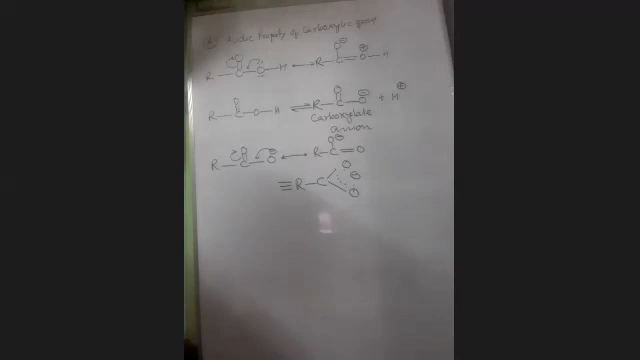 Acidic Property of Carboxylic group
R—C(=O)—O—H ↔ R—C(O⊖)=O⊕—H
R—C(=O)—O—H ⇌ R—C(=O)—O⊖ + H⊕
Carboxylate
anion
R—C(=O)—O⊖ ↔ R—C(O⊖)=O
≡R—C O ⊖ O